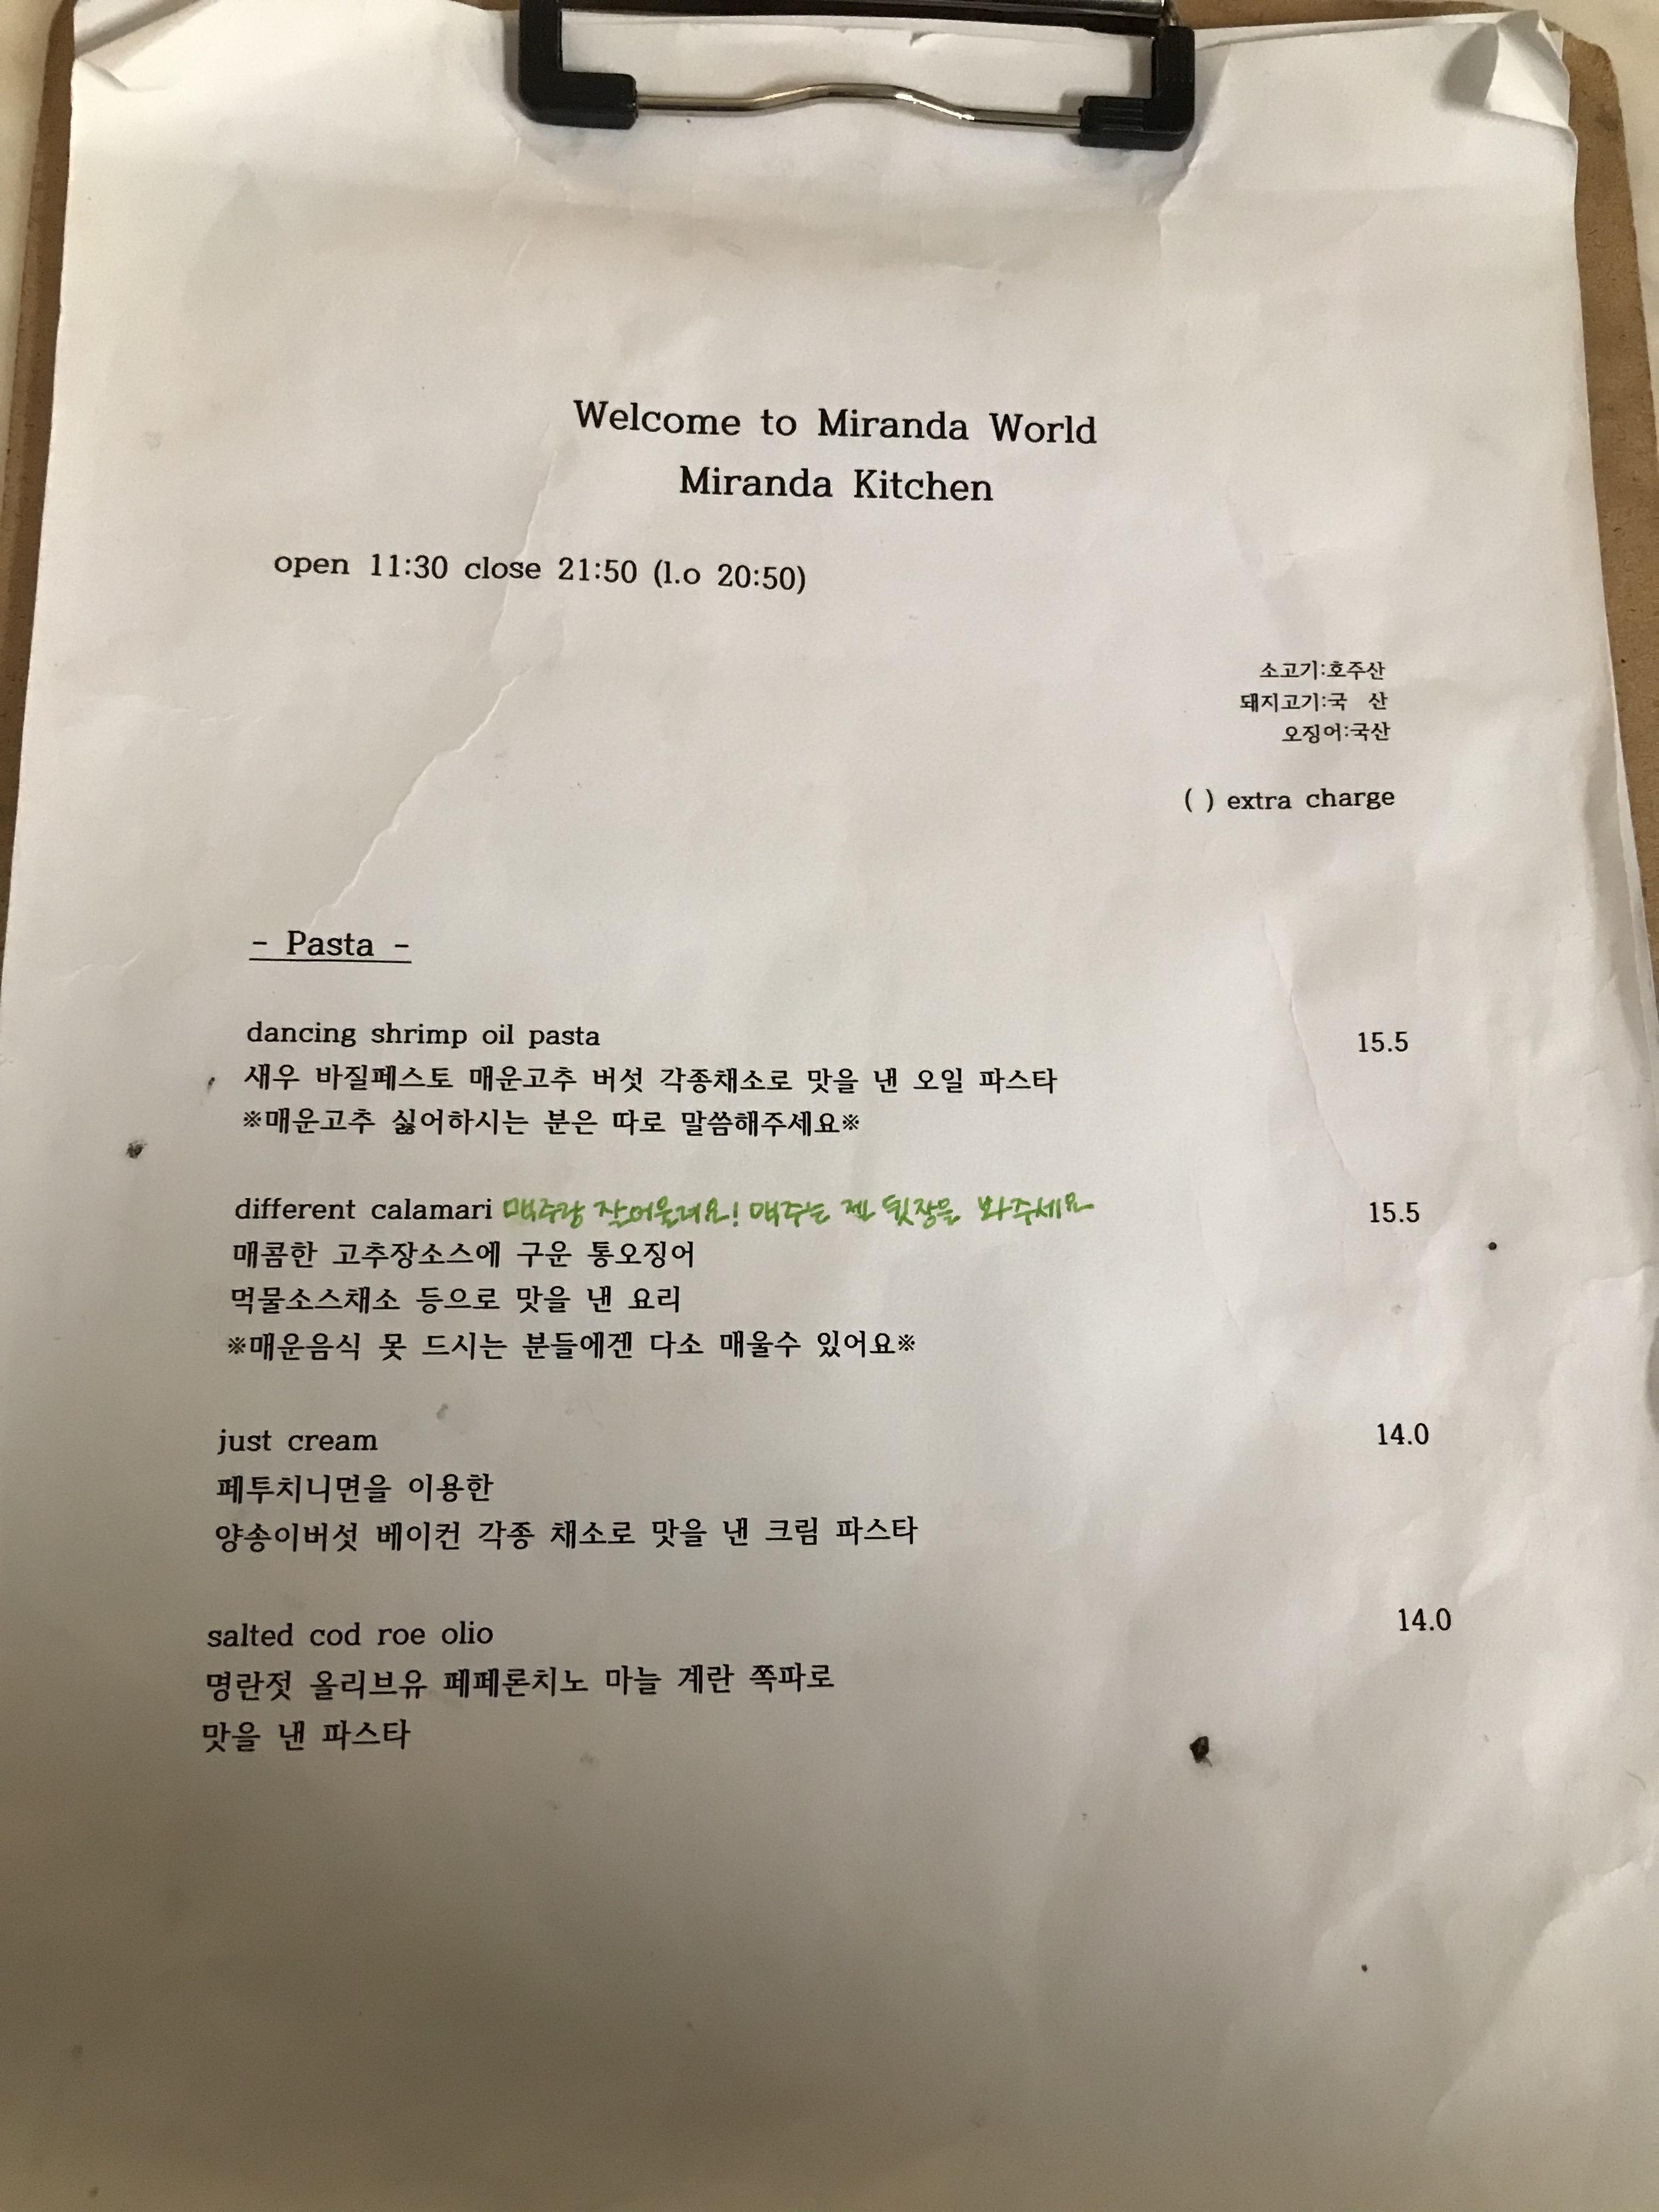 Welcome to Miranda World
Miranda Kitchen
open 11:30 close 21:50 (l.o 20:50)
소고기:호주산
돼지고기:국 산
오징어:국산
( ) extra charge
- Pasta -
dancing shrimp oil pasta 15.5
새우 바질페스토 매운고추 버섯 각종채소로 맛을 낸 오일 파스타
※매운고추 싫어하시는 분은 따로 말씀해주세요※
different calamari 맥주랑 잘어울려요! 맥주는 젤 뒷장을 봐주세요 15.5
매콤한 고추장소스에 구운 통오징어
먹물소스채소 등으로 맛을 낸 요리
※매운음식 못 드시는 분들에겐 다소 매울수 있어요※
just cream 14.0
페투치니면을 이용한
양송이버섯 베이컨 각종 채소로 맛을 낸 크림 파스타
salted cod roe olio 14.0
명란젓 올리브유 페페론치노 마늘 계란 쪽파로
맛을 낸 파스타